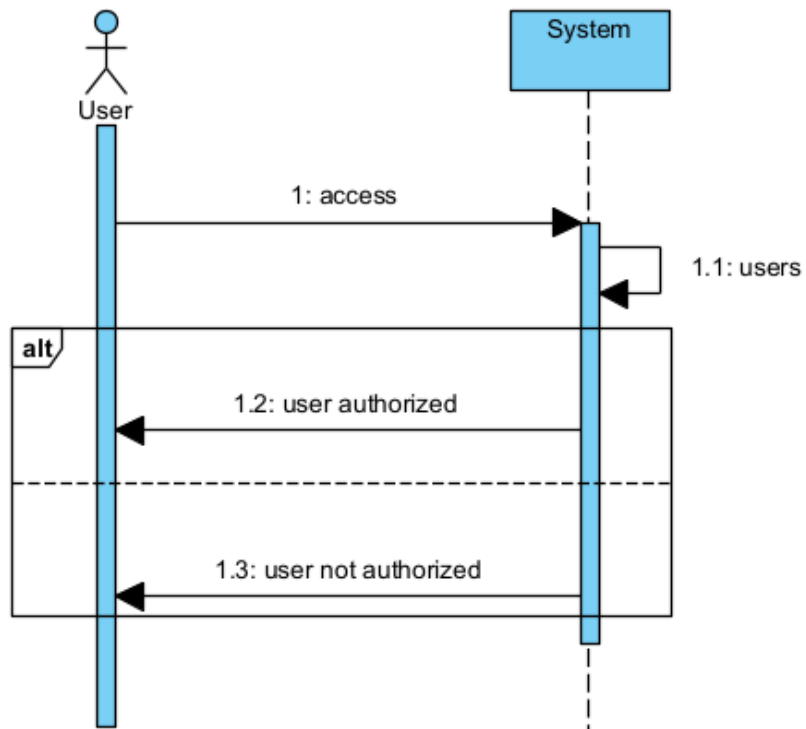 System
User
1: access
1.1: users
alt
1.2: user authorized
1.3: user not authorized